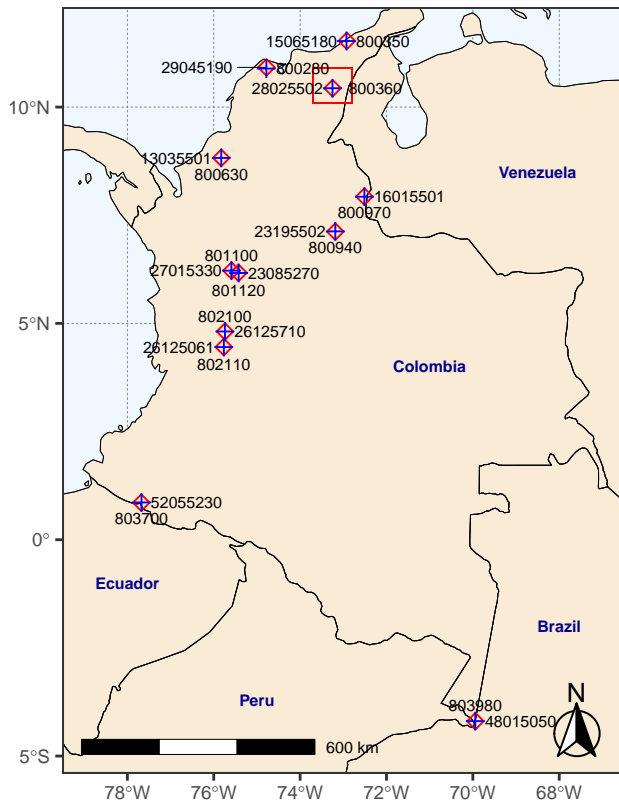 15065180 800350
29045190 800280
10°N
28025502 800360
13035501
800630
Venezuela
16015501
800970
23195502
800940
801100
27015330 23085270
801120
5°N
802100
26125710
26125061
802110
Colombia
52055230
803700
0°
Ecuador
Brazil
Peru
803980
48015050
N
600 km
5°S
78°W 76°W 74°W 72°W 70°W 68°W